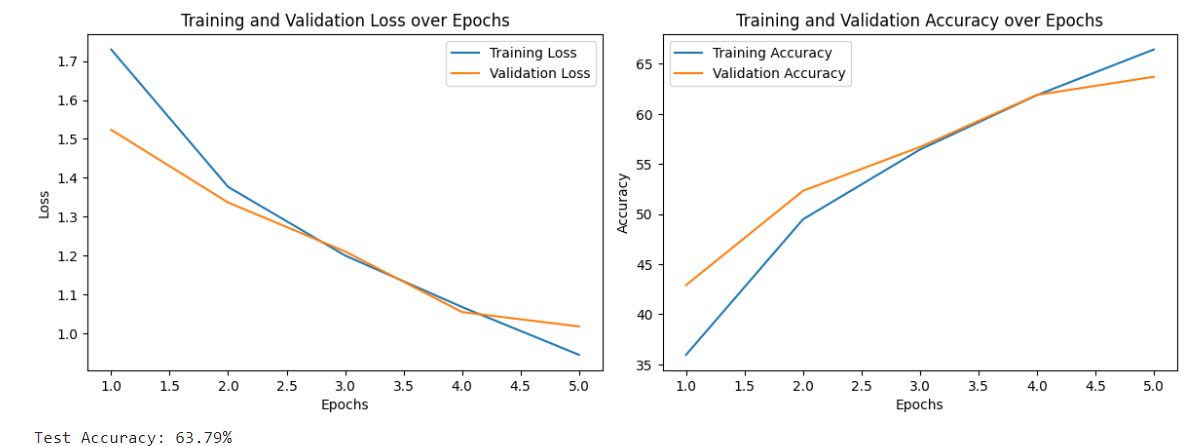 Training and Validation Loss over Epochs
Training Loss
Validation Loss
1.7
1.6
1.5
1.4
1.3
1.2
1.1
1.0
Loss
1.0 1.5 2.0 2.5 3.0 3.5 4.0 4.5 5.0
Epochs
Training and Validation Accuracy over Epochs
Training Accuracy
Validation Accuracy
65
60
55
50
45
40
35
Accuracy
1.0 1.5 2.0 2.5 3.0 3.5 4.0 4.5 5.0
Epochs
Test Accuracy: 63.79%